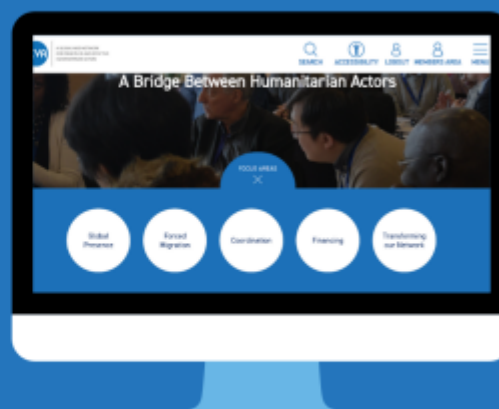 SEARCH
ACCESSIBILITY
LOGOUT
MEMBERS AREA
MENU
A Bridge Between Humanitarian Actors
FOCUS AREAS
Global
Presence
Forced
Migration
Coordination
Financing
Transforming
our Network